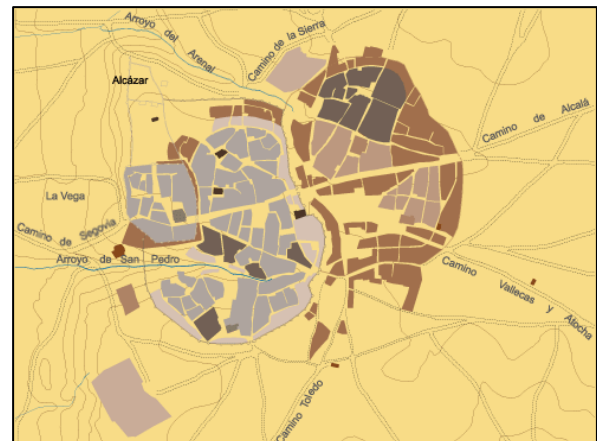 Arroyo del Arenal
Camino de la Sierra
Alcázar
Camino de Alcalá
La Vega
Camino de Segovia
Arroyo de San Pedro
Camino Vallecas y Atocha
Camino Toledo